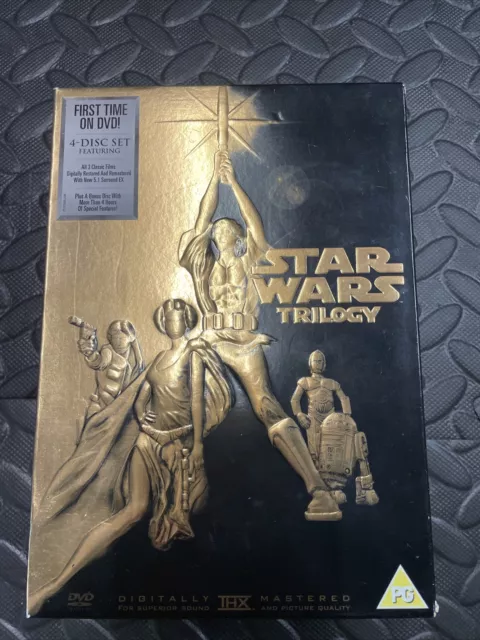 FIRST TIME
ON DVD!
4-DISC SET
FEATURING
All 3 Classic Films
Digitally Restored And Remastered
With New 5.1 Surround EX
Plus A Bonus Disc With
More Than 4 Hours
Of Special Features!
STAR
WARS
TRILOGY
DVD
DIGITALLY THX MASTERED
FOR SUPERIOR SOUND AND PICTURE QUALITY
PG